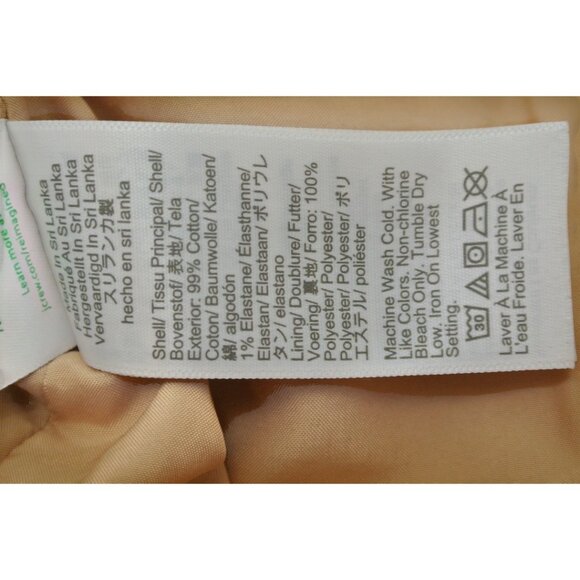 Learn more
jcrew.com/reimagined
Made In Sri Lanka
Fabriqué Au Sri Lanka
Hergestellt In Sri Lanka
Vervaardigd In Sri Lanka
スリランカ製
hecho en sri lanka
Shell/ Tissu Principal/ Shell/
Bovenstof/ 表地/ Tela
Exterior: 99% Cotton/
Coton/ Baumwolle/ Katoen/
綿/ algodón
1% Elastane/ Élasthanne/
Elastan/ Elastaan/ ポリウレ
タン/ elastano
Lining/ Doublure/ Futter/
Voering/ 裏地/ Forro: 100%
Polyester/ Polyester/
Polyester/ Polyester/ ポリ
エステル/ poliéster
Machine Wash Cold. With
Like Colors. Non-chlorine
Bleach Only. Tumble Dry
Low. Iron On Lowest
Setting.
30
Laver À La Machine À
L'eau Froide. Laver En